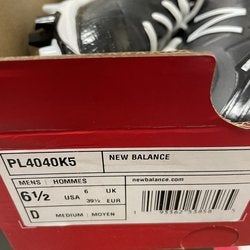 PL4040K5 NEW BALANCE
MENS | HOMMES
6½ USA 6 UK 39½ EUR newbalance.com
D MEDIUM | MOYEN